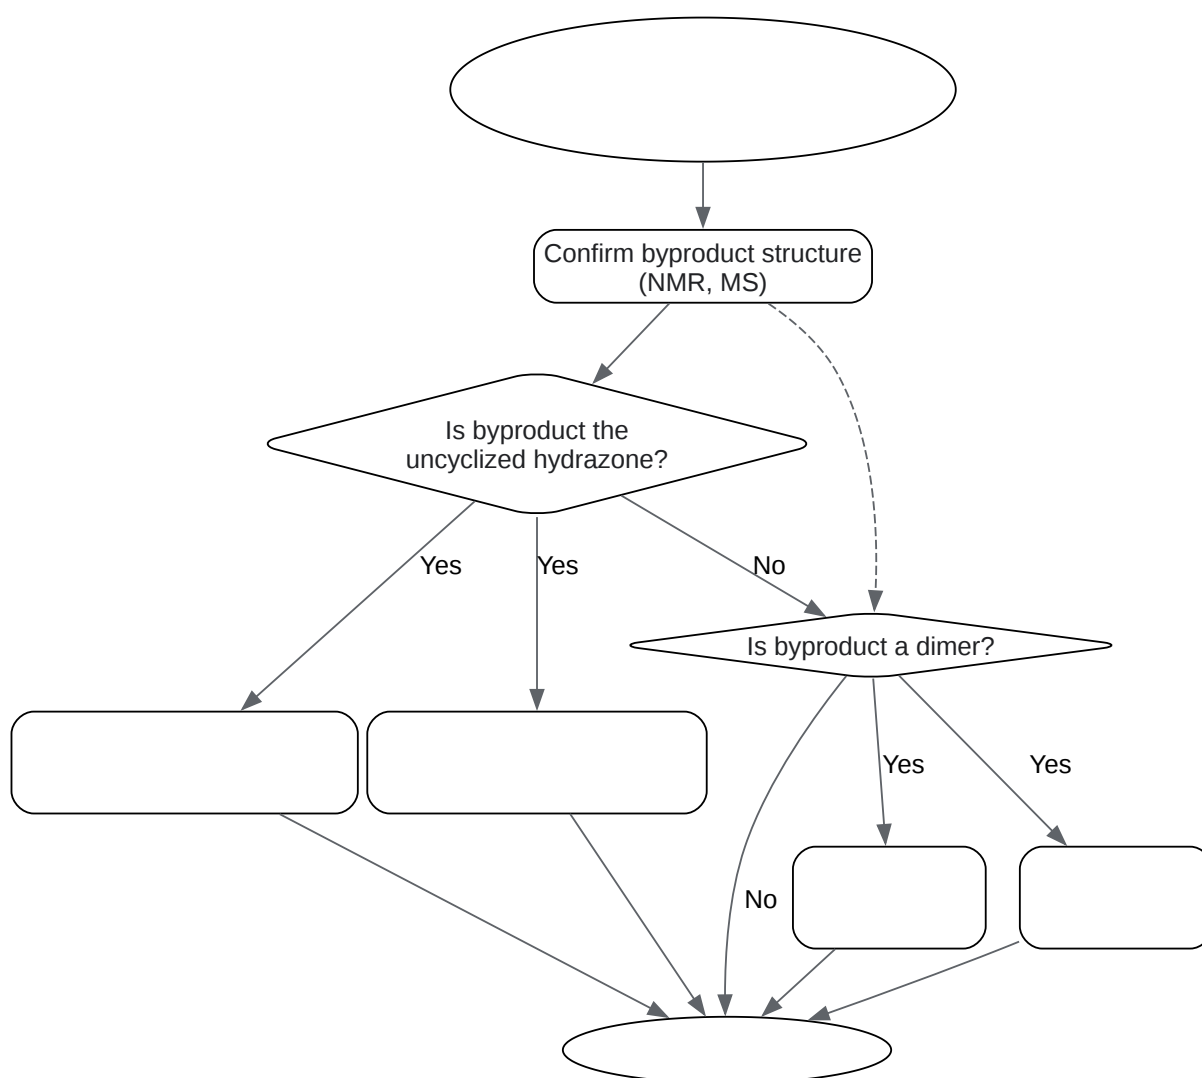 Confirm byproduct structure
(NMR, MS)
Is byproduct the
uncyclized hydrazone?
Yes
Yes
No
Is byproduct a dimer?
Yes
Yes
No